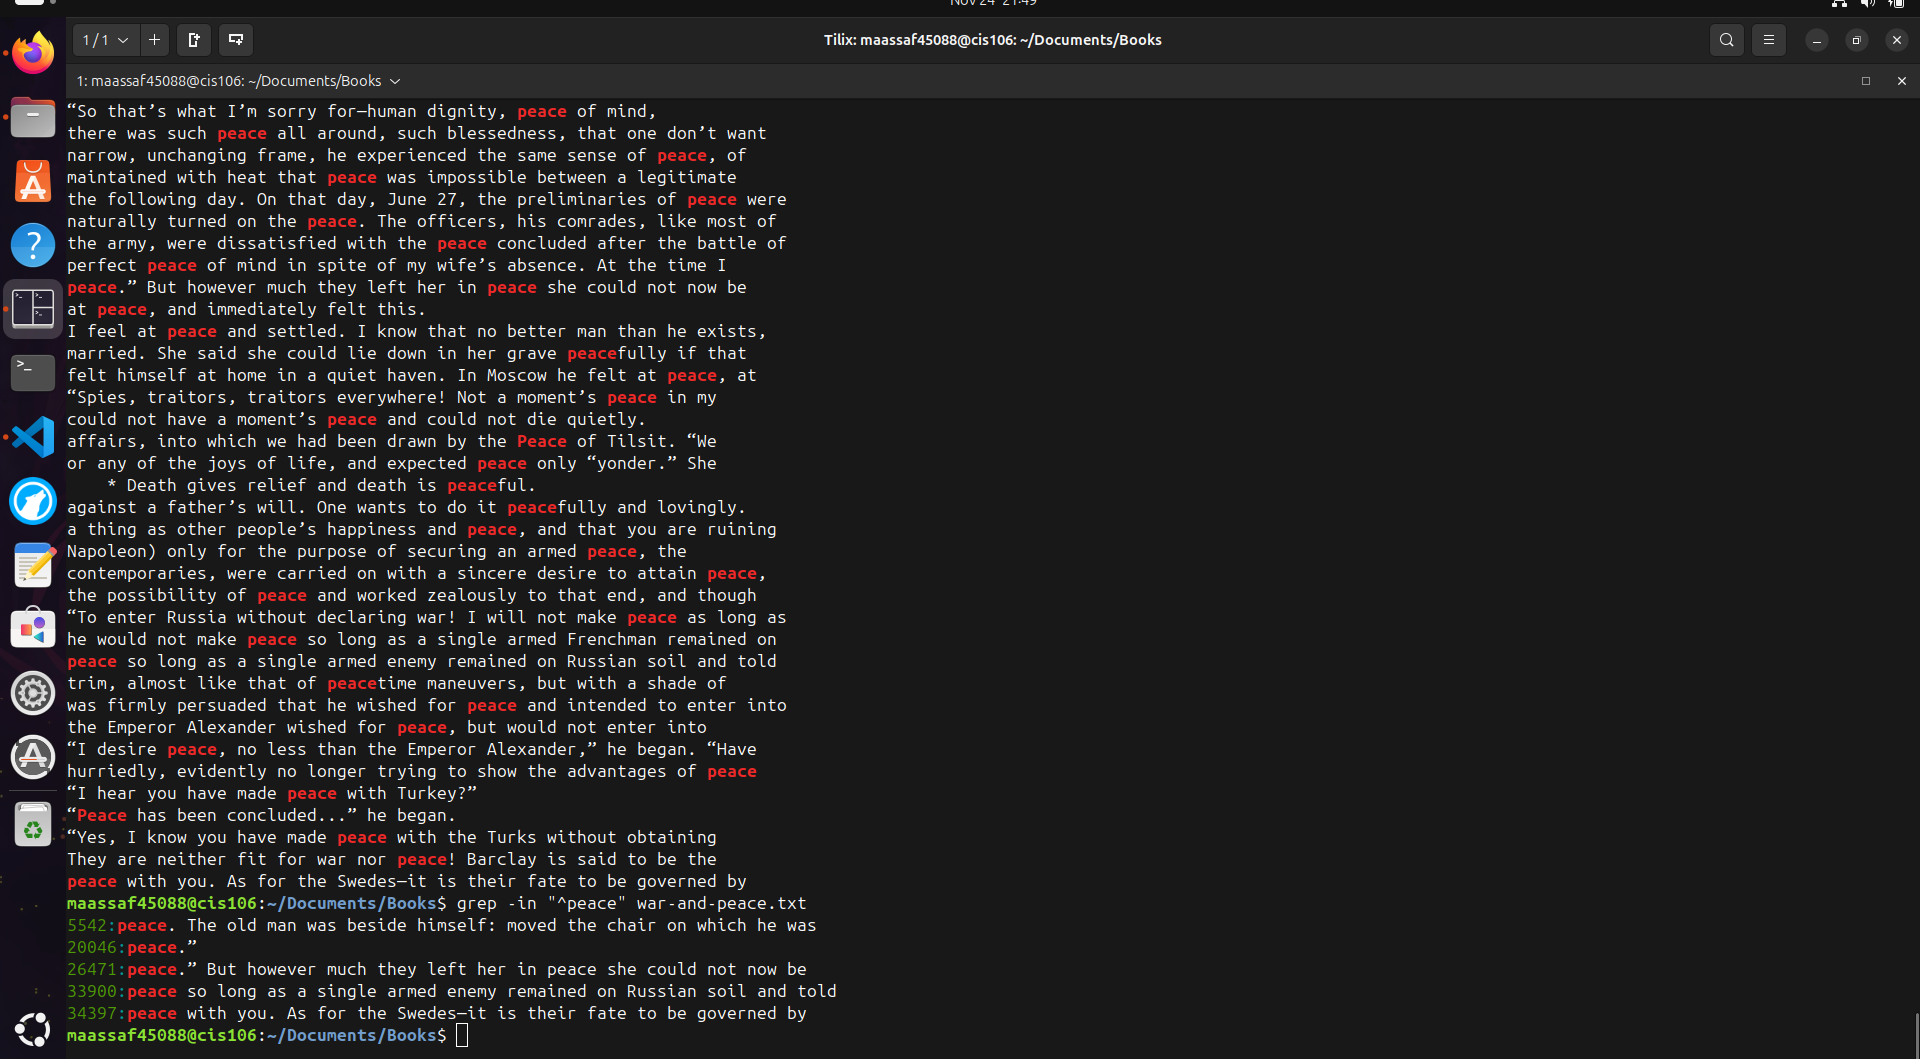 Nov 24 21:49
1 / 1
Tilix: maassaf45088@cis106: ~/Documents/Books
1: maassaf45088@cis106: ~/Documents/Books
“So that’s what I’m sorry for—human dignity, peace of mind,
there was such peace all around, such blessedness, that one don’t want
narrow, unchanging frame, he experienced the same sense of peace, of
maintained with heat that peace was impossible between a legitimate
the following day. On that day, June 27, the preliminaries of peace were
naturally turned on the peace. The officers, his comrades, like most of
the army, were dissatisfied with the peace concluded after the battle of
perfect peace of mind in spite of my wife’s absence. At the time I
peace.” But however much they left her in peace she could not now be
at peace, and immediately felt this.
I feel at peace and settled. I know that no better man than he exists,
married. She said she could lie down in her grave peacefully if that
felt himself at home in a quiet haven. In Moscow he felt at peace, at
“Spies, traitors, traitors everywhere! Not a moment’s peace in my
could not have a moment’s peace and could not die quietly.
affairs, into which we had been drawn by the Peace of Tilsit. “We
or any of the joys of life, and expected peace only “yonder.” She
* Death gives relief and death is peaceful.
against a father’s will. One wants to do it peacefully and lovingly.
a thing as other people’s happiness and peace, and that you are ruining
Napoleon) only for the purpose of securing an armed peace, the
contemporaries, were carried on with a sincere desire to attain peace,
the possibility of peace and worked zealously to that end, and though
“To enter Russia without declaring war! I will not make peace as long as
he would not make peace so long as a single armed Frenchman remained on
peace so long as a single armed enemy remained on Russian soil and told
trim, almost like that of peacetime maneuvers, but with a shade of
was firmly persuaded that he wished for peace and intended to enter into
the Emperor Alexander wished for peace, but would not enter into
“I desire peace, no less than the Emperor Alexander,” he began. “Have
hurriedly, evidently no longer trying to show the advantages of peace
“I hear you have made peace with Turkey?”
“Peace has been concluded...” he began.
“Yes, I know you have made peace with the Turks without obtaining
They are neither fit for war nor peace! Barclay is said to be the
peace with you. As for the Swedes—it is their fate to be governed by
maassaf45088@cis106:~/Documents/Books$ grep -in "^peace" war-and-peace.txt
5542:peace. The old man was beside himself: moved the chair on which he was
20046:peace.”
26471:peace.” But however much they left her in peace she could not now be
33900:peace so long as a single armed enemy remained on Russian soil and told
34397:peace with you. As for the Swedes—it is their fate to be governed by
maassaf45088@cis106:~/Documents/Books$